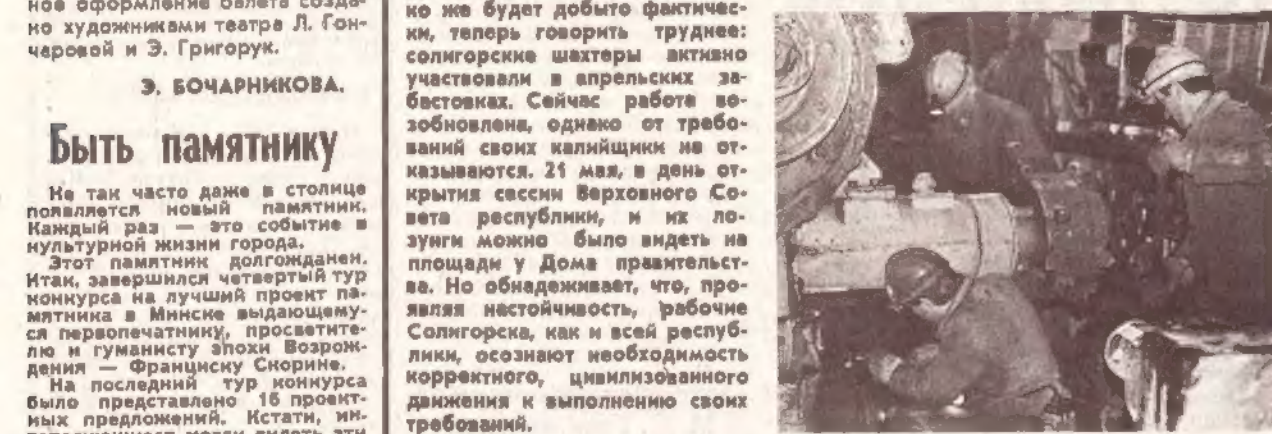 ное оформление балета созда-
но художниками театра Л. Гон-
чаровой и Э. Григорук.
Э. БОЧАРНИКОВА.
Быть памятнику
Не так часто даже в столице
появляется новый памятник.
Каждый раз — это событие в
культурной жизни города.
Этот памятник долгожданен.
Итак, завершился четвертый тур
конкурса на лучший проект па-
мятника в Минске выдающему-
ся первопечатнику, просветите-
лю и гуманисту эпохи Возрож-
дения — Франциску Скорине.
На последний тур конкурса
было представлено 16 проект-
ных предложений. Кстати, ин-
могли видеть эти
ко же будет добыто фактичес-
ки, теперь говорить труднее:
солигорские шахтеры активно
участвовали в апрельских за-
бастовках. Сейчас работа во-
зобновлена, однако от требо-
ваний своих калийщики не от-
казываются. 21 мая, в день от-
крытия сессии Верховного Со-
вета республики, и их ло-
зунги можно было видеть на
площади у Дома правительст-
ва. Но обнадеживает, что, про-
являя настойчивость, рабочие
Солигорска, как и всей респуб-
лики, осознают необходимость
корректного, цивилизованного
движения к выполнению своих
требований.